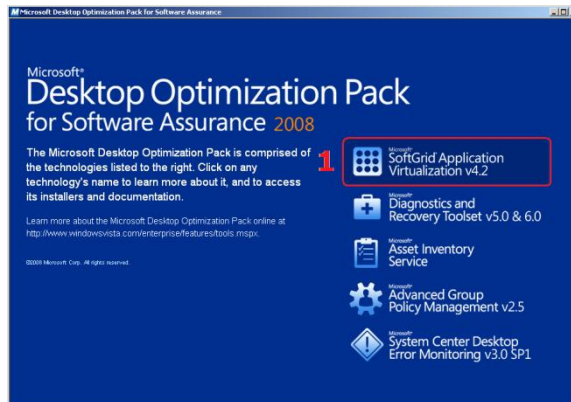 Microsoft Desktop Optimization Pack for Software Assurance
Microsoft®
Desktop Optimization Pack
for Software Assurance 2008
The Microsoft Desktop Optimization Pack is comprised of
the technologies listed to the right. Click on any
technology's name to learn more about it, and to access
its installers and documentation.
Learn more about the Microsoft Desktop Optimization Pack online at
http://www.windowsvista.com/enterprise/features/tools.mspx.
©2008 Microsoft Corp. All rights reserved.
1
Microsoft®
SoftGrid Application
Virtualization v4.2
Microsoft®
Diagnostics and
Recovery Toolset v5.0 & 6.0
Microsoft®
Asset Inventory
Service
Microsoft®
Advanced Group
Policy Management v2.5
Microsoft®
System Center Desktop
Error Monitoring v3.0 SP1